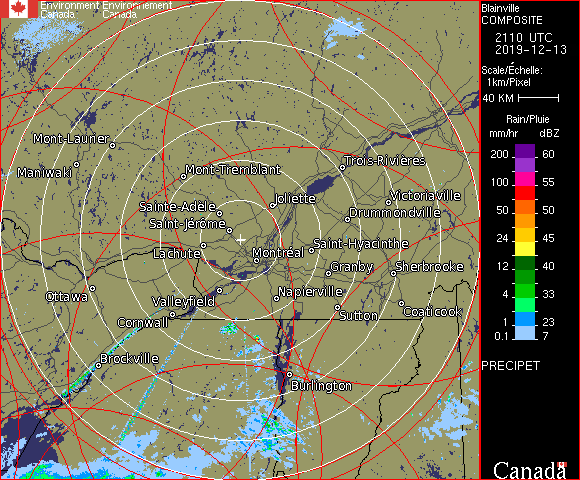 Environment Environnement
Canada Canada
Mont-Laurier
Maniwaki
Mont-Tremblant
Trois-Rivières
Joliette
Victoriaville
Sainte-Adèle
Drummondville
Saint-Jérôme
Lachute
Montréal
Saint-Hyacinthe
Granby
Sherbrooke
Ottawa
Valleyfield
Napierville
Cornwall
Sutton
Coaticook
Brockville
Burlington
Blainville
COMPOSITE
2110 UTC
2019-12-13
Scale/Échelle:
1km/Pixel
40 KM
Rain/Pluie
mm/hr dBZ
200 60
100 55
50 50
24 45
12 40
4 33
1 23
0.1 7
PRECIPET
Canada